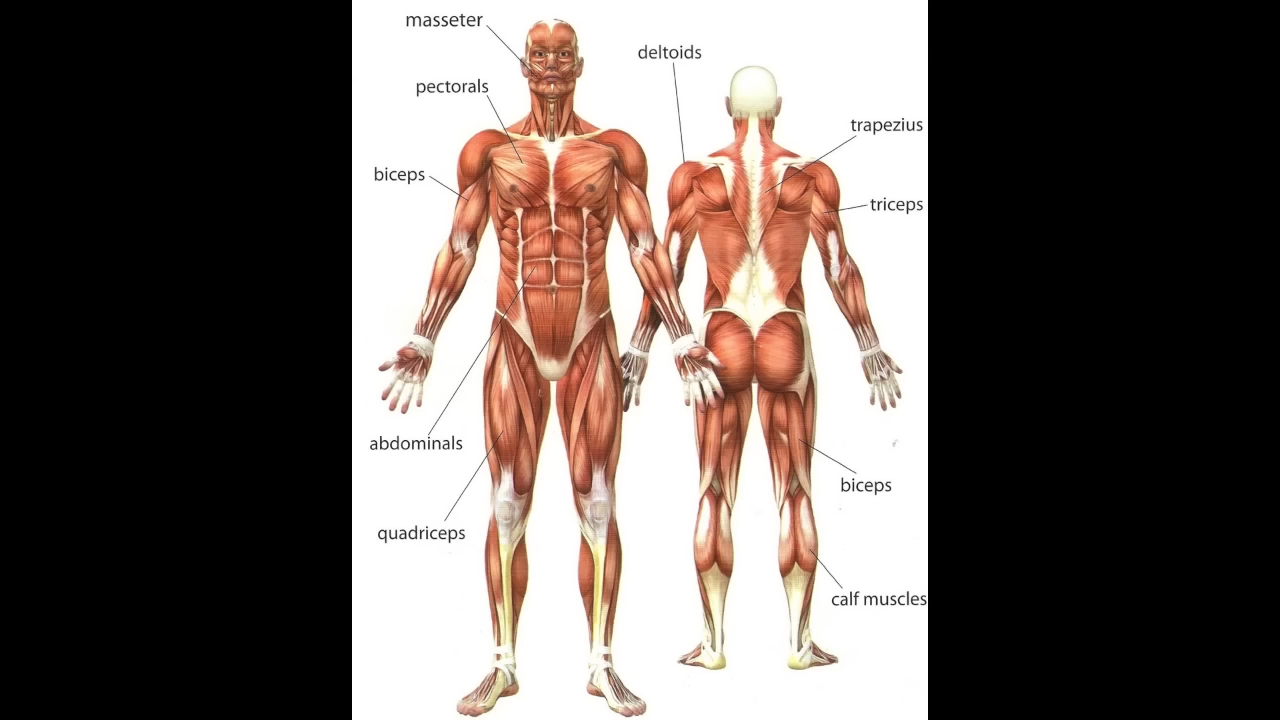 masseter
deltoids
pectorals
trapezius
biceps
triceps
abdominals
biceps
quadriceps
calf muscles